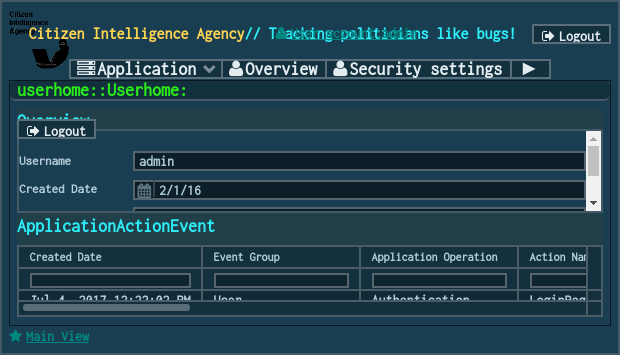 Citizen
Intelligence
Agency
Citizen Intelligence Agency// Tracking politicians like bugs!
Logout
Application Overview Security settings
userhome::Userhome:
Overview
Logout
Username admin
Created Date 2/1/16
ApplicationActionEvent
Created Date Event Group Application Operation Action Nam
Jul 4, 2017 12:22:02 PM User Authentication LoginReq
Main View